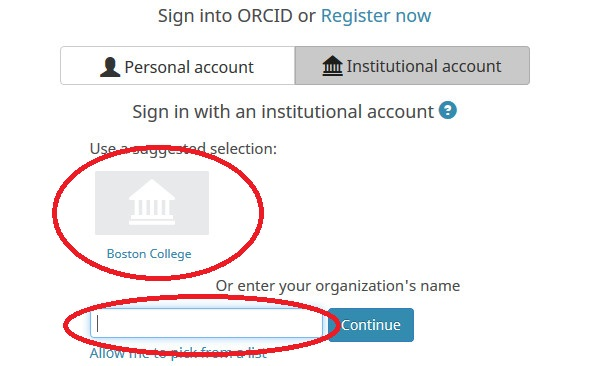 Sign into ORCID or Register now
Personal account
Institutional account
Sign in with an institutional account ?
Use a suggested selection:
Boston College
Or enter your organization's name
Continue
Allow me to pick from a list